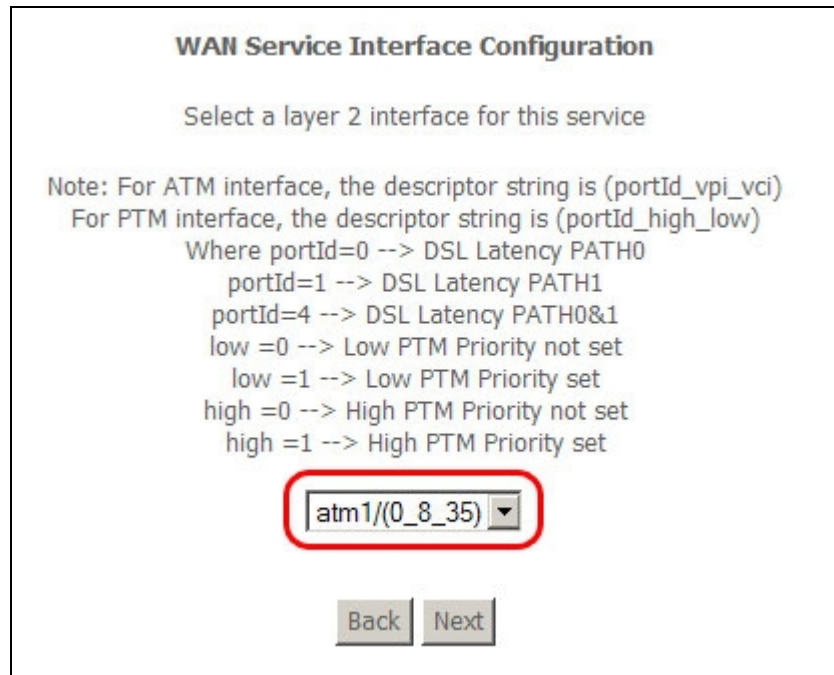 WAN Service Interface Configuration
Select a layer 2 interface for this service
Note: For ATM interface, the descriptor string is (portId_vpi_vci)
For PTM interface, the descriptor string is (portId_high_low)
Where portId=0 --> DSL Latency PATH0
portId=1 --> DSL Latency PATH1
portId=4 --> DSL Latency PATH0&1
low =0 --> Low PTM Priority not set
low =1 --> Low PTM Priority set
high =0 --> High PTM Priority not set
high =1 --> High PTM Priority set
atm1/(0_8_35)
Back Next